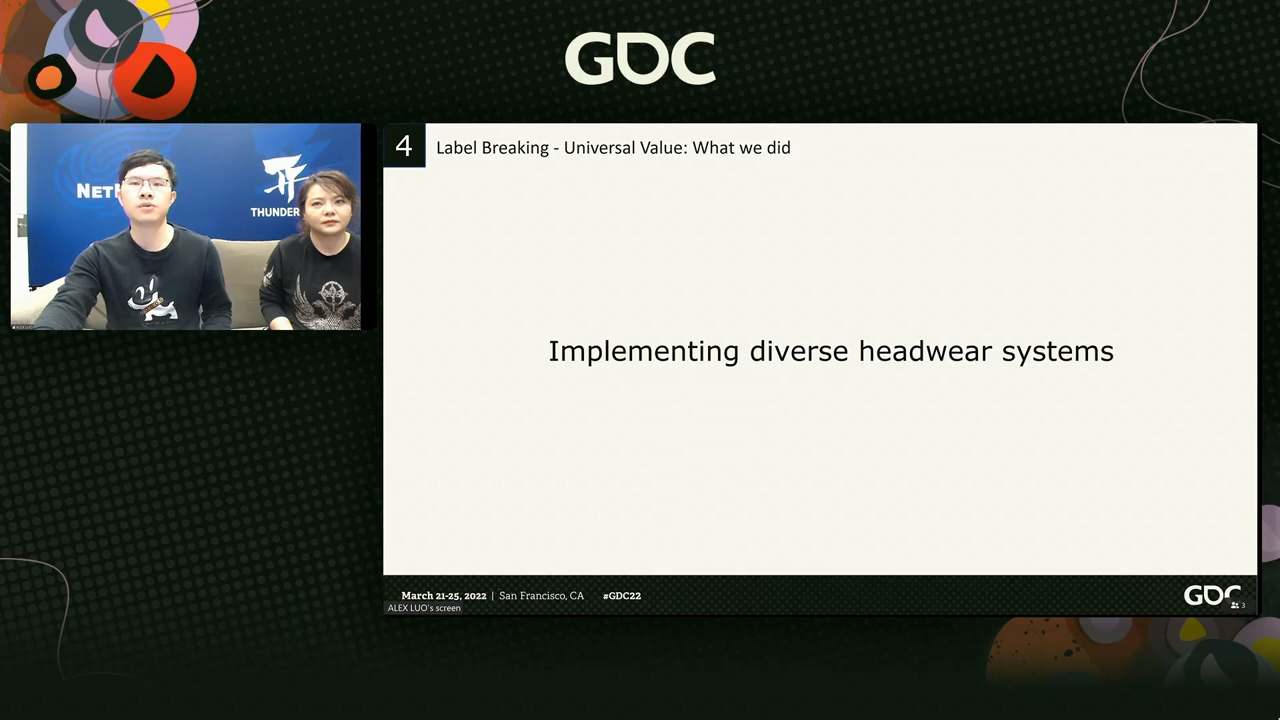 GDC
4
Label Breaking - Universal Value: What we did
THUNDER
Implementing diverse headwear systems
March 21-25, 2022 | San Francisco, CA #GDC22
GDC
3
ALEX LUO's screen